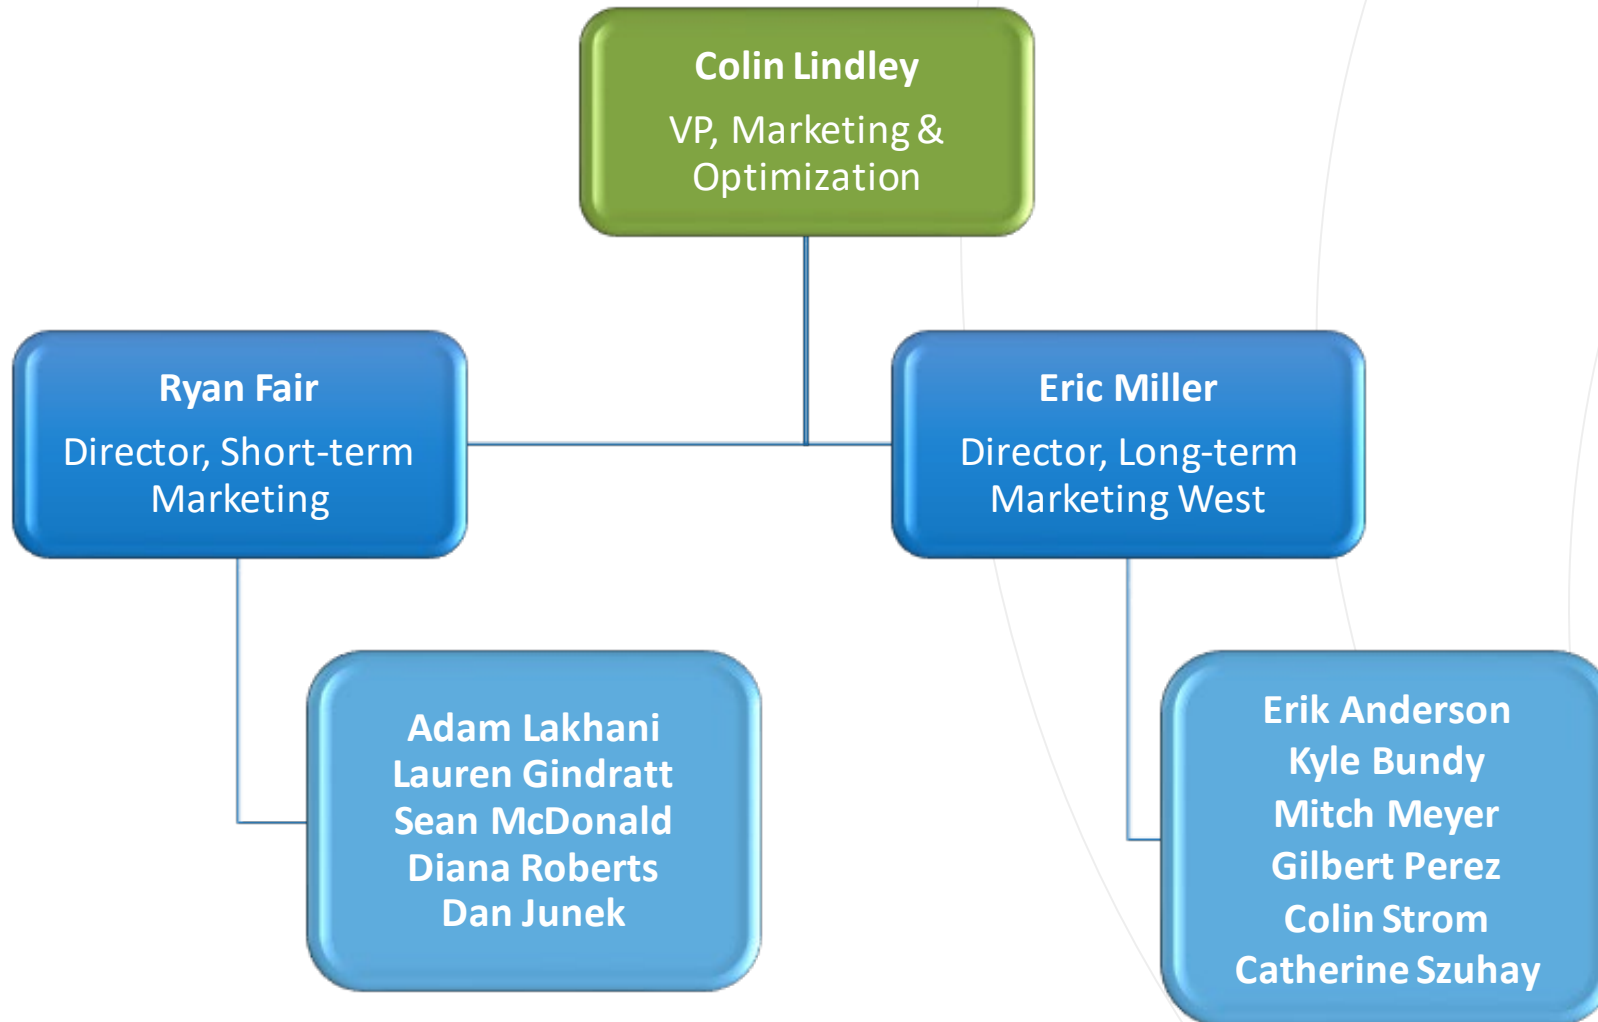 Colin Lindley
VP, Marketing &
Optimization
Ryan Fair
Director, Short-term
Marketing
Eric Miller
Director, Long-term
Marketing West
Adam Lakhani
Lauren Gindratt
Sean McDonald
Diana Roberts
Dan Junek
Erik Anderson
Kyle Bundy
Mitch Meyer
Gilbert Perez
Colin Strom
Catherine Szuhay